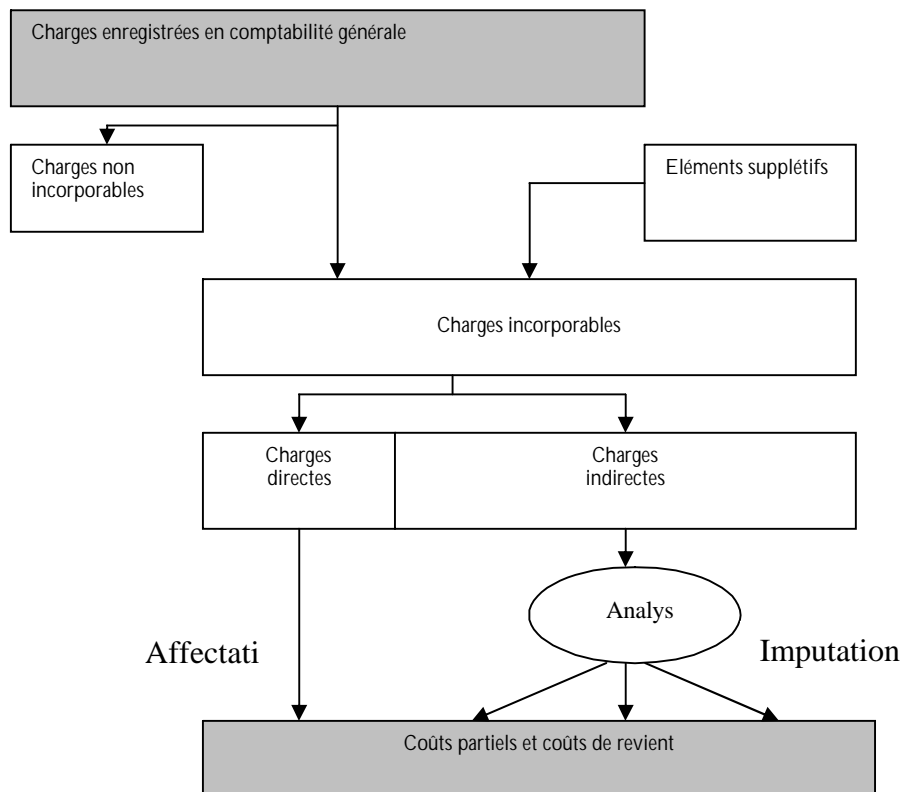 Charges enregistrées en comptabilité générale
Charges non
incorporables
Eléments supplétifs
Charges incorporables
Charges
directes
Charges
indirectes
Analys
Affectati
Imputation
Coûts partiels et coûts de revient